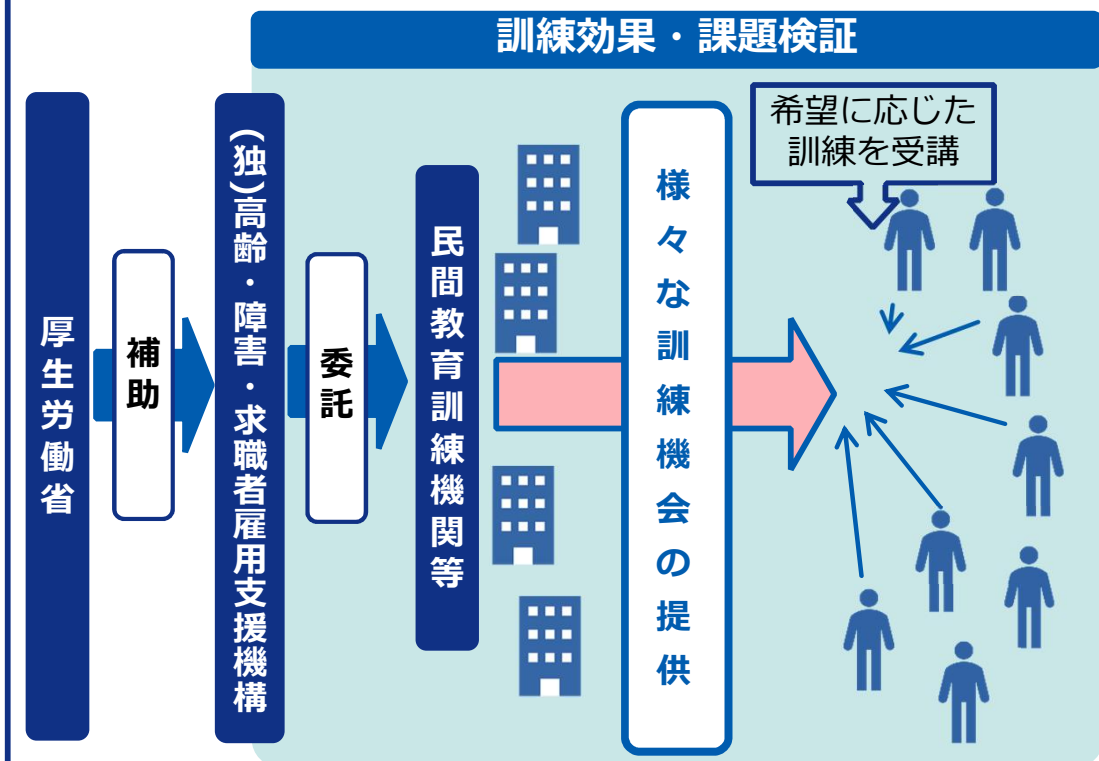 訓練効果・課題検証
厚生労働省
補助
(独)高齢・障害・求職者雇用支援機構
委託
民間教育訓練機関等
様々な訓練機会の提供
希望に応じた
訓練を受講